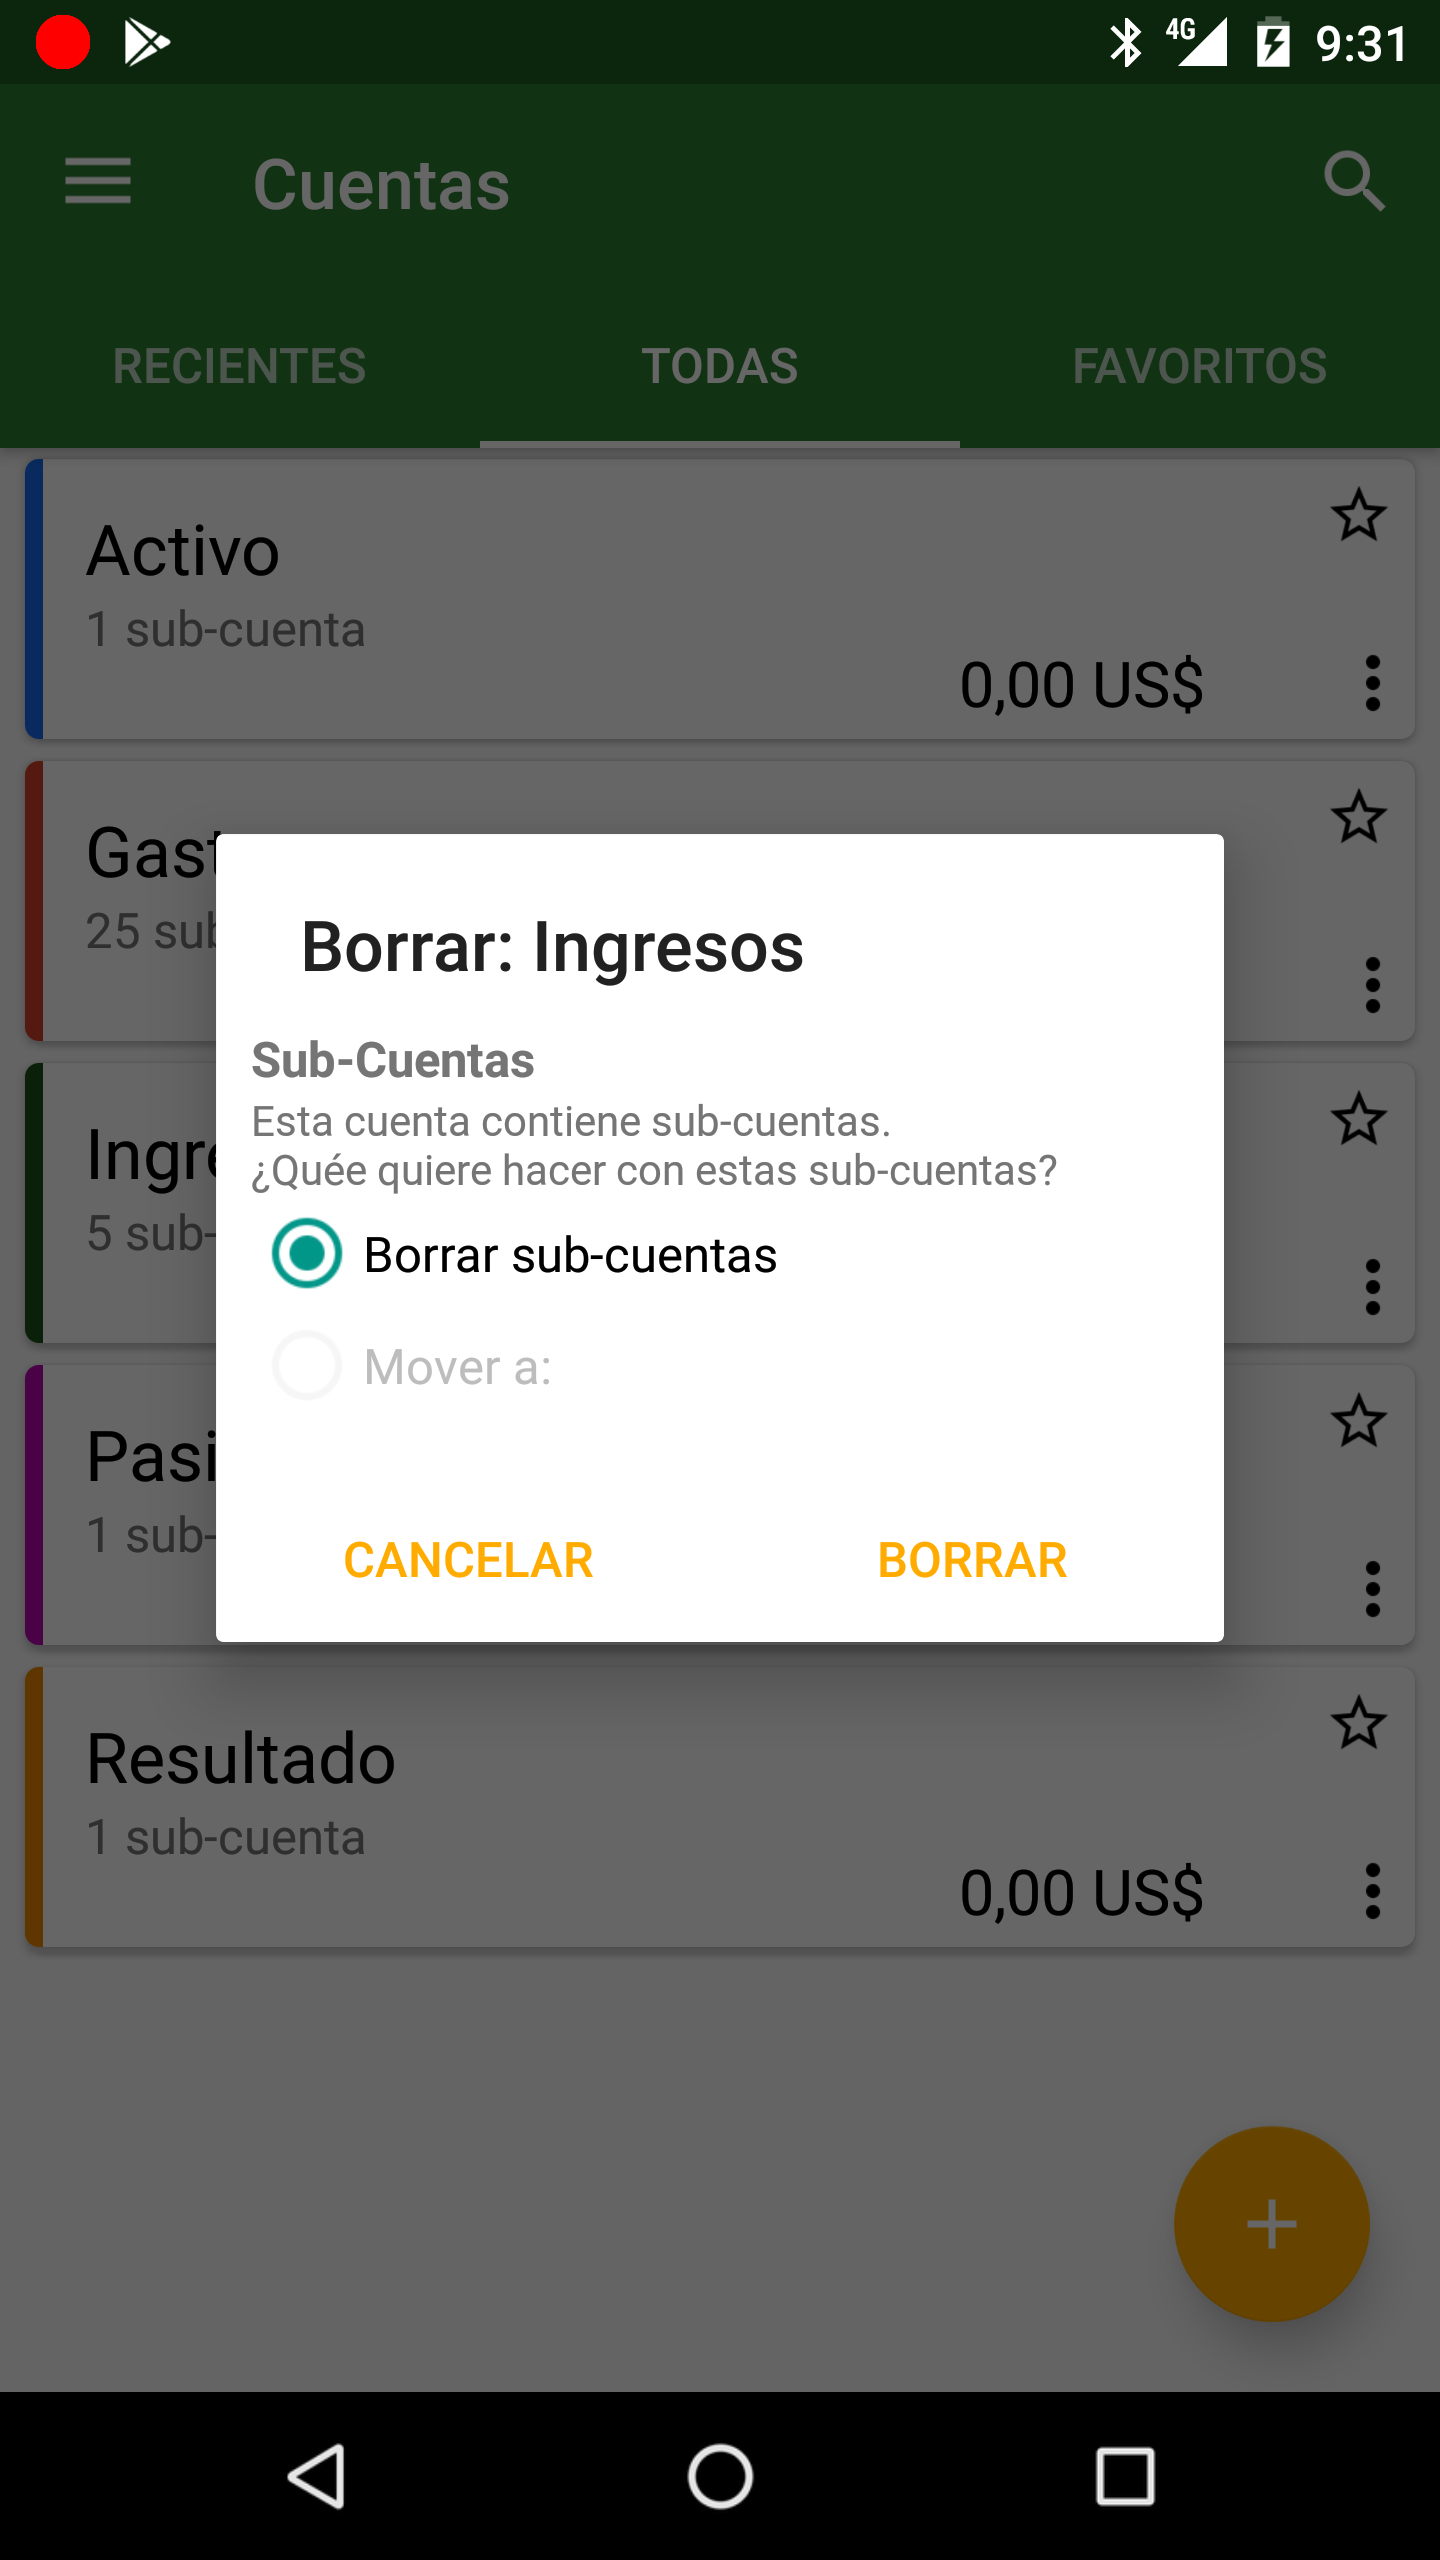 4G 9:31
Cuentas
RECIENTES TODAS FAVORITOS
Activo
1 sub-cuenta
0,00 US$
Gast
25 sub
Borrar: Ingresos
Sub-Cuentas
Esta cuenta contiene sub-cuentas.
¿Quée quiere hacer con estas sub-cuentas?
Ingre
5 sub-
Borrar sub-cuentas
Mover a:
Pasi
1 sub-
CANCELAR BORRAR
Resultado
1 sub-cuenta
0,00 US$